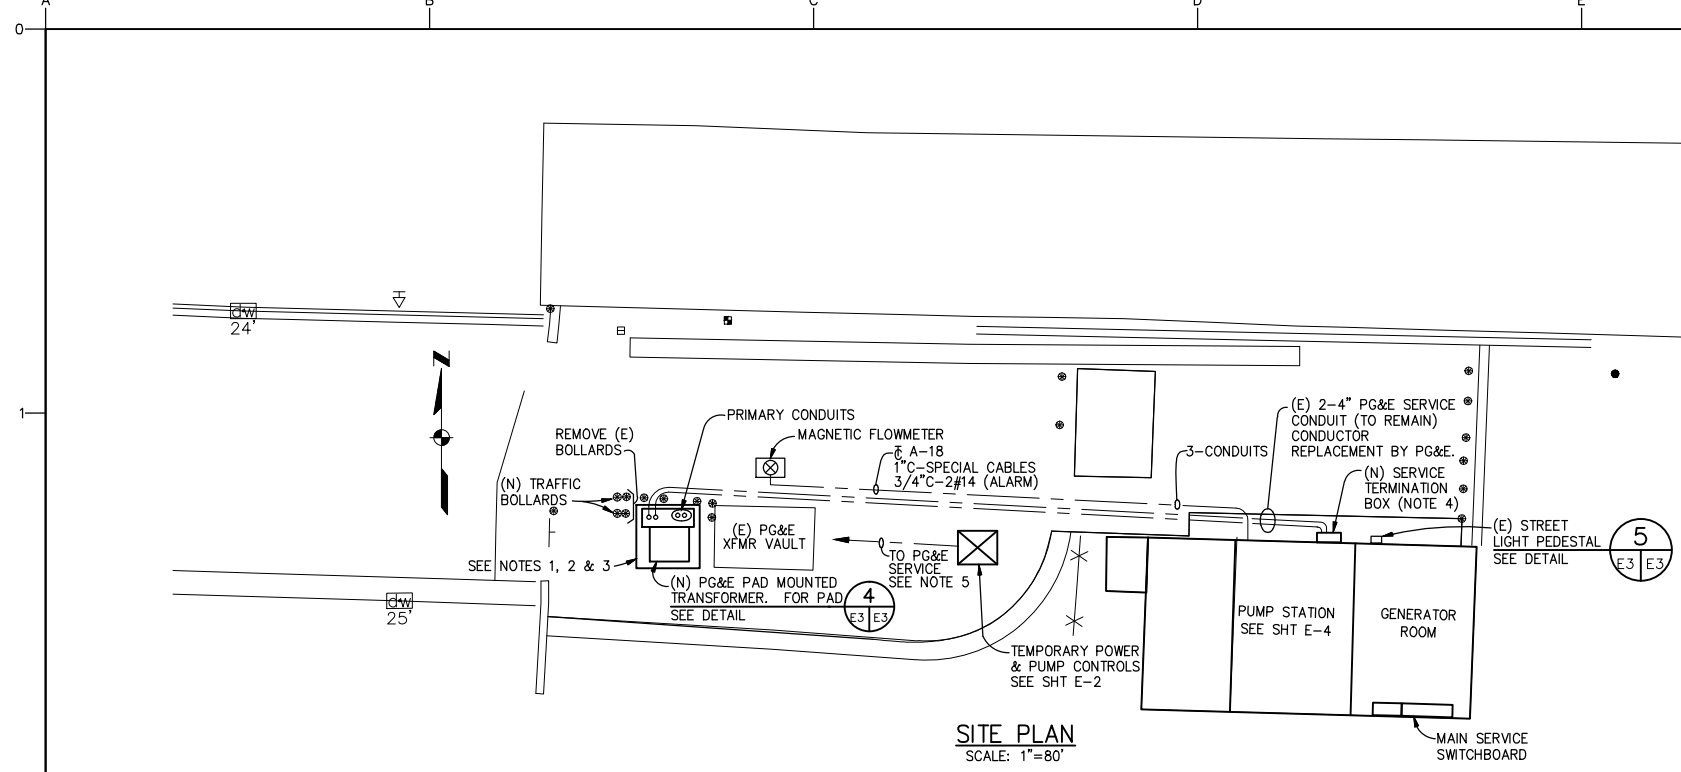 A
B
C
D
E
0
1
dw
24'
N
PRIMARY CONDUITS
REMOVE (E)
BOLLARDS
MAGNETIC FLOWMETER
A-18
1"C-SPECIAL CABLES
3/4"C-2#14 (ALARM)
3-CONDUITS
(E) 2-4" PG&E SERVICE
CONDUIT (TO REMAIN)
CONDUCTOR
REPLACEMENT BY PG&E.
(N) SERVICE
TERMINATION
BOX (NOTE 4)
(N) TRAFFIC
BOLLARDS
(E) PG&E
XFMR VAULT
TO PG&E
SERVICE
SEE NOTE 5
(E) STREET
LIGHT PEDESTAL
SEE DETAIL
5
E3 E3
SEE NOTES 1, 2 & 3
(N) PG&E PAD MOUNTED
TRANSFORMER. FOR PAD
SEE DETAIL
4
E3 E3
dw
25'
PUMP STATION
SEE SHT E-4
GENERATOR
ROOM
TEMPORARY POWER
& PUMP CONTROLS
SEE SHT E-2
SITE PLAN
SCALE: 1"=80'
MAIN SERVICE
SWITCHBOARD